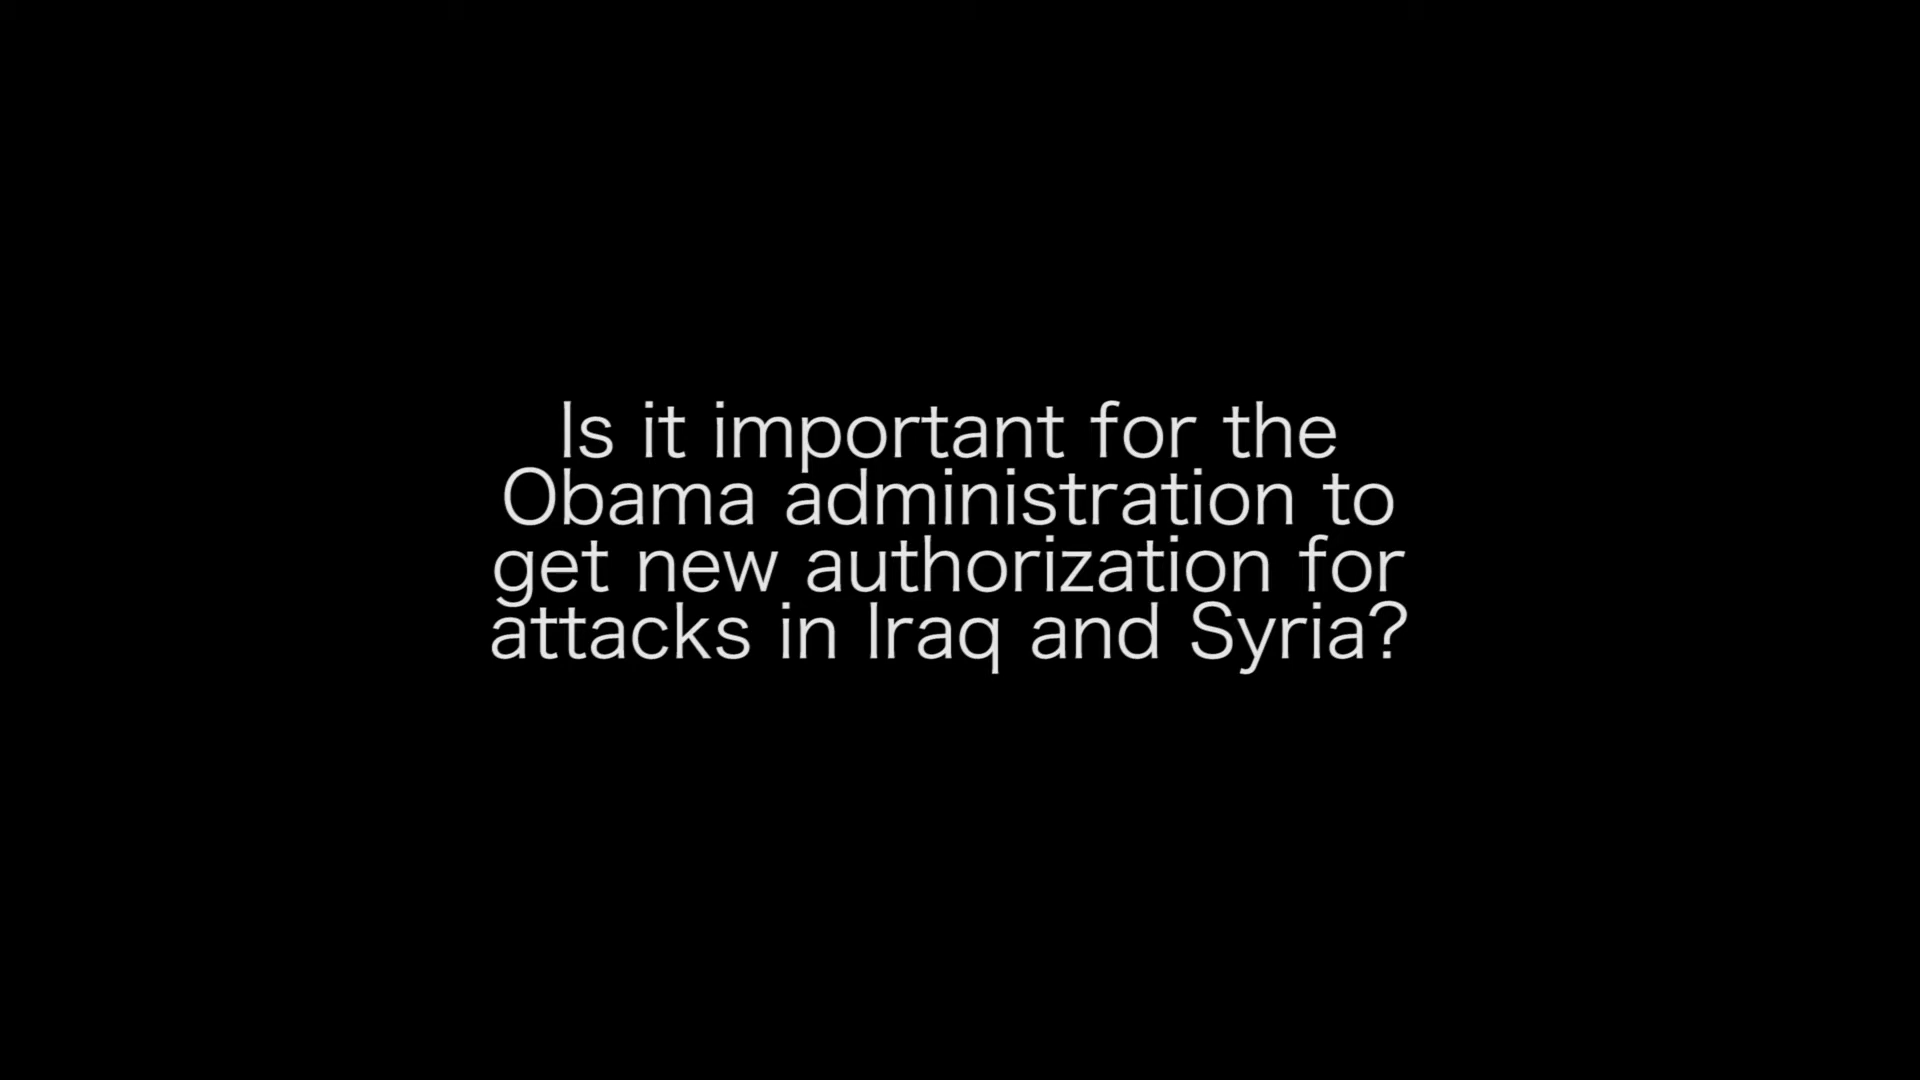 Is it important for the
Obama administration to
get new authorization for
attacks in Iraq and Syria?